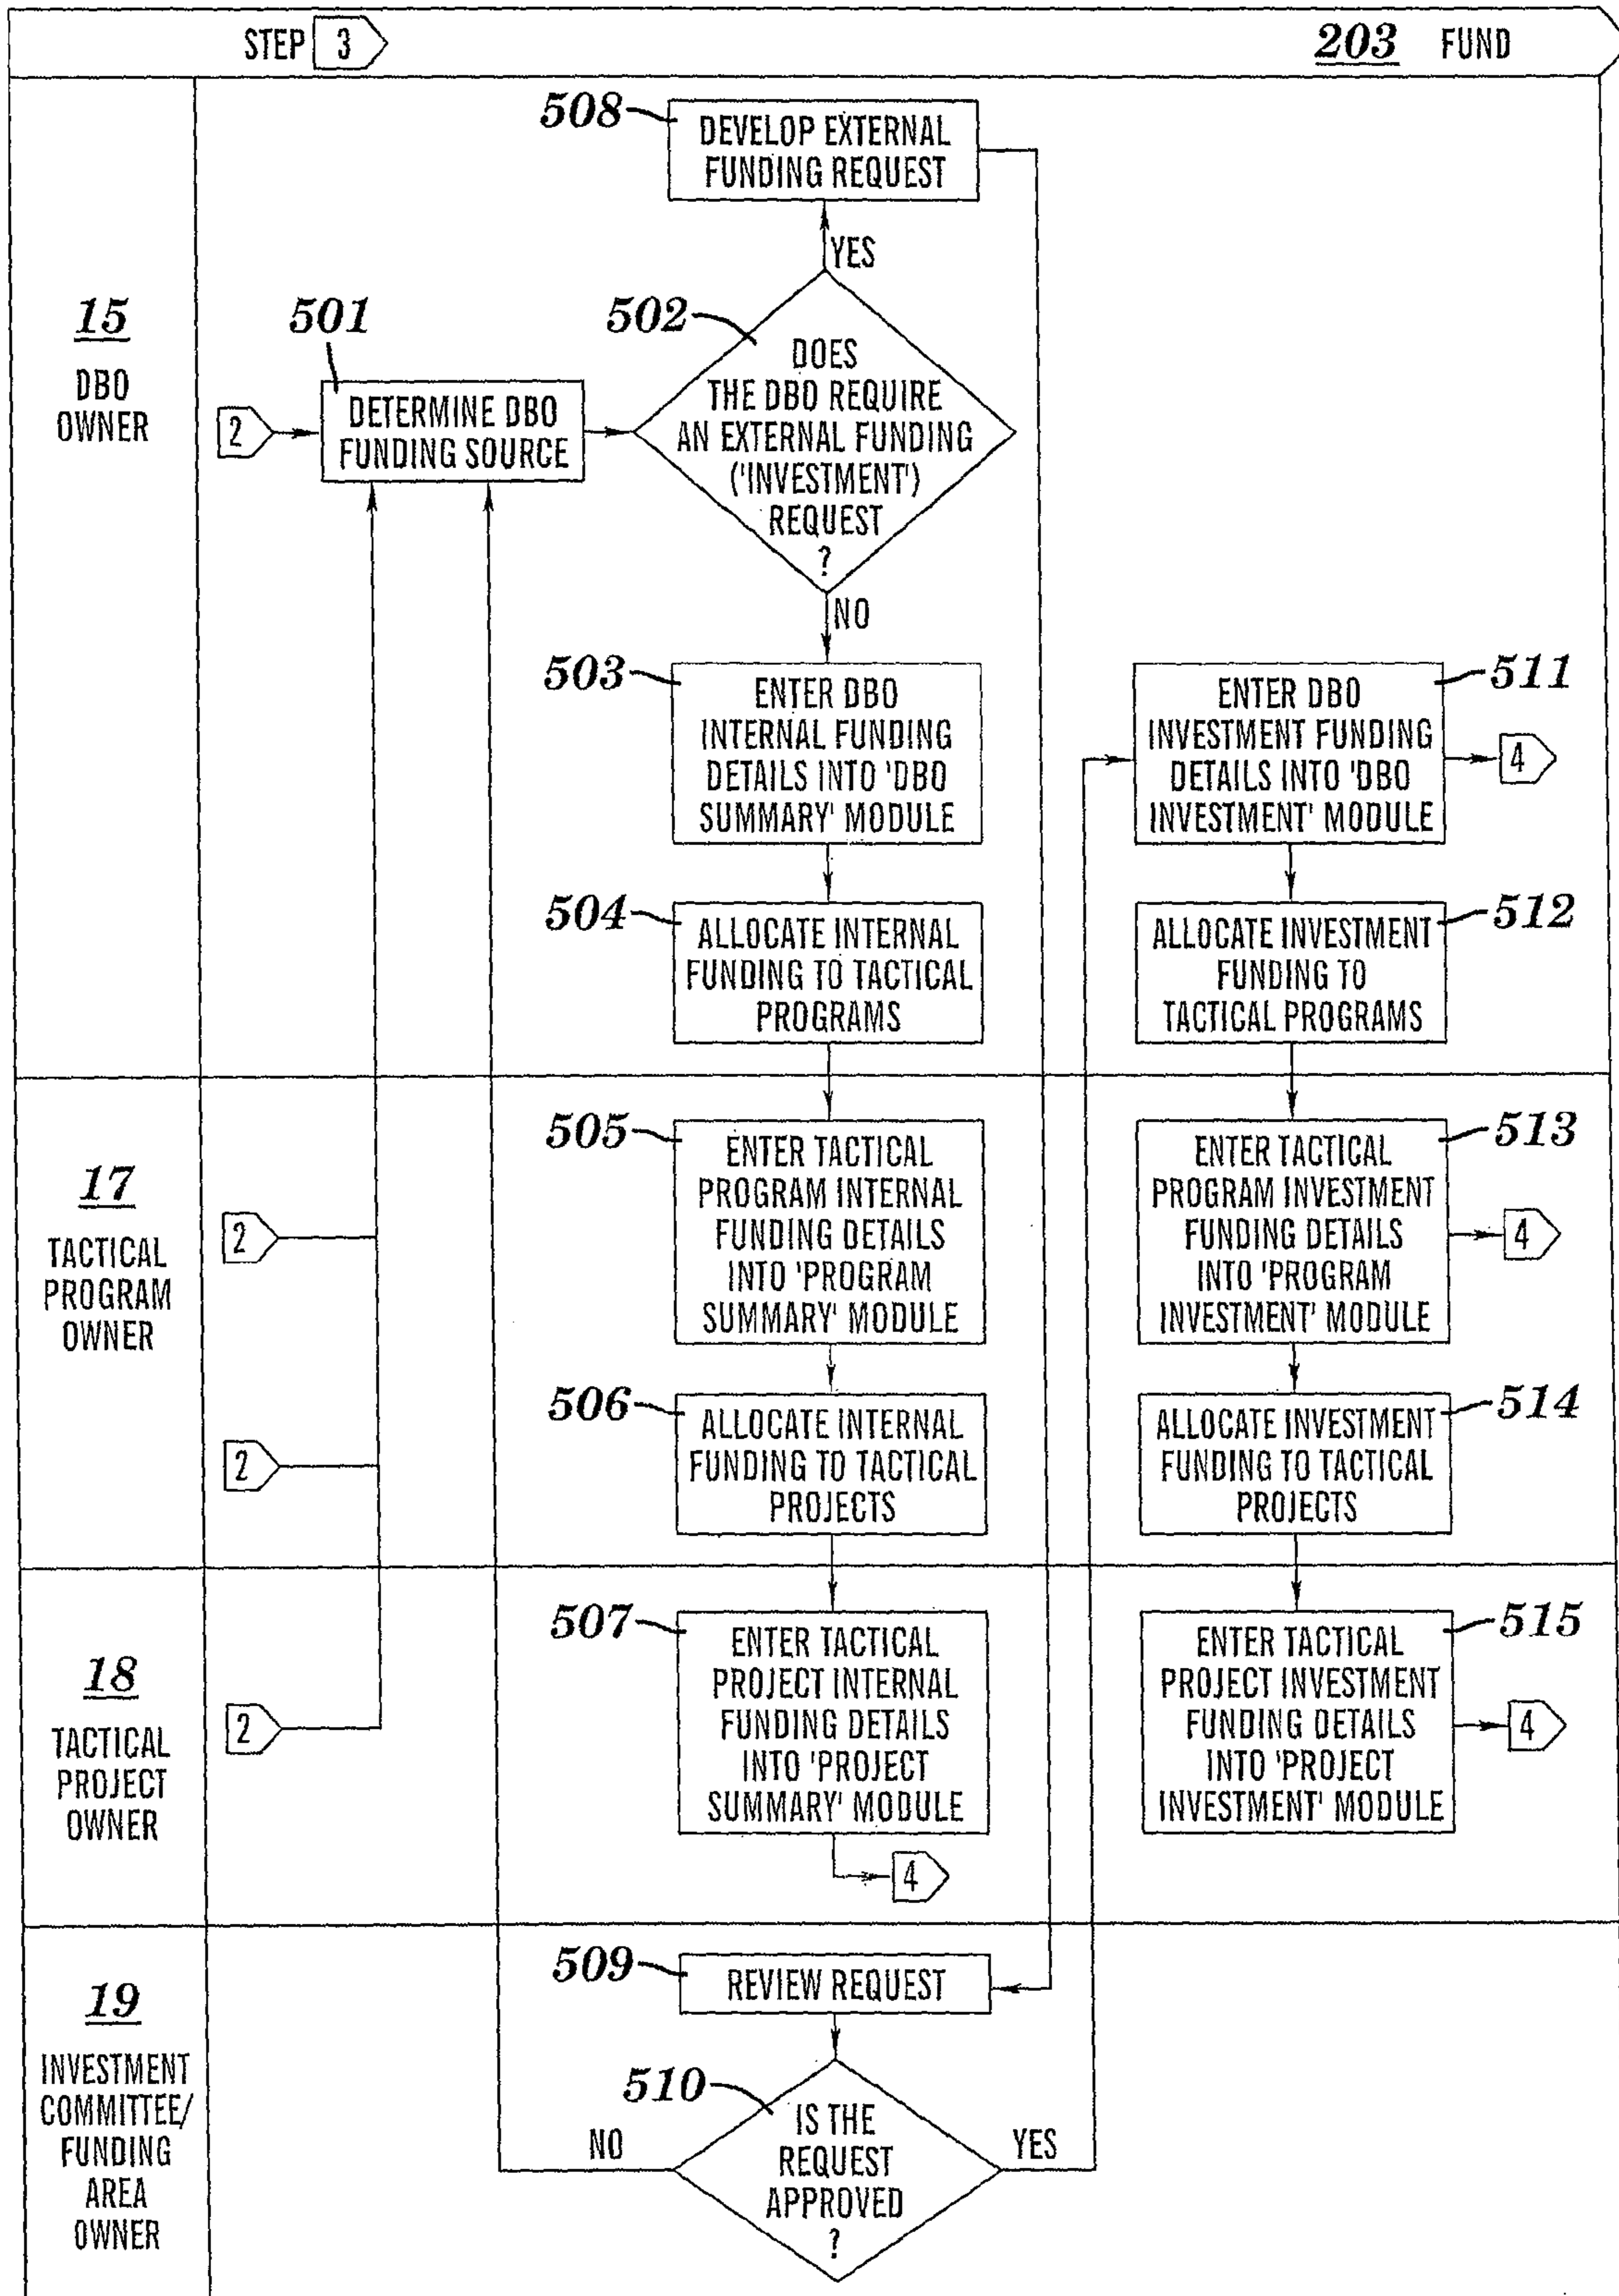 STEP 3
203 FUND
15
DBO
OWNER
508
DEVELOP EXTERNAL
FUNDING REQUEST
YES
501
2
DETERMINE DBO
FUNDING SOURCE
502
DOES
THE DBO REQUIRE
AN EXTERNAL FUNDING
('INVESTMENT')
REQUEST
?
NO
503
ENTER DBO
INTERNAL FUNDING
DETAILS INTO 'DBO
SUMMARY' MODULE
511
ENTER DBO
INVESTMENT FUNDING
DETAILS INTO 'DBO
INVESTMENT' MODULE
4
504
ALLOCATE INTERNAL
FUNDING TO TACTICAL
PROGRAMS
512
ALLOCATE INVESTMENT
FUNDING TO
TACTICAL PROGRAMS
17
TACTICAL
PROGRAM
OWNER
2
2
505
ENTER TACTICAL
PROGRAM INTERNAL
FUNDING DETAILS
INTO 'PROGRAM
SUMMARY' MODULE
513
ENTER TACTICAL
PROGRAM INVESTMENT
FUNDING DETAILS
INTO 'PROGRAM
INVESTMENT' MODULE
4
506
ALLOCATE INTERNAL
FUNDING TO TACTICAL
PROJECTS
514
ALLOCATE INVESTMENT
FUNDING TO TACTICAL
PROJECTS
18
TACTICAL
PROJECT
OWNER
2
507
ENTER TACTICAL
PROJECT INTERNAL
FUNDING DETAILS
INTO 'PROJECT
SUMMARY' MODULE
4
515
ENTER TACTICAL
PROJECT INVESTMENT
FUNDING DETAILS
INTO 'PROJECT
INVESTMENT' MODULE
4
19
INVESTMENT
COMMITTEE/
FUNDING
AREA
OWNER
509
REVIEW REQUEST
510
IS THE
REQUEST
APPROVED
?
NO
YES